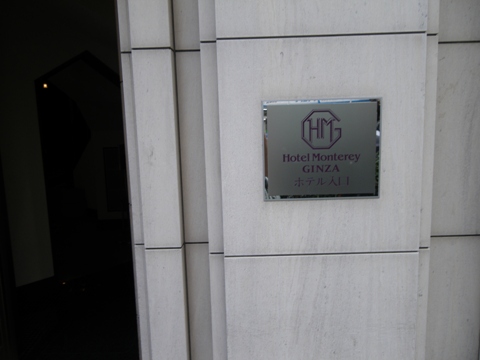 HMG
Hotel Monterey
GINZA
ホテル入口